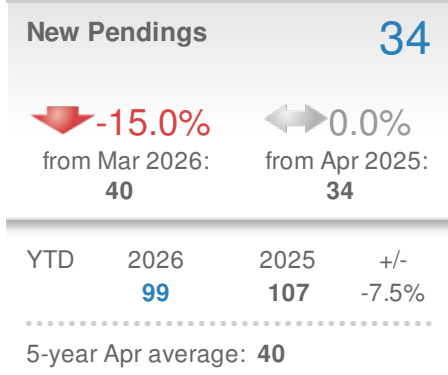 New Pendings 34
-15.0% 0.0%
from Mar 2026: from Apr 2025:
40 34
YTD 2026 2025 +/-
99 107 -7.5%
5-year Apr average: 40